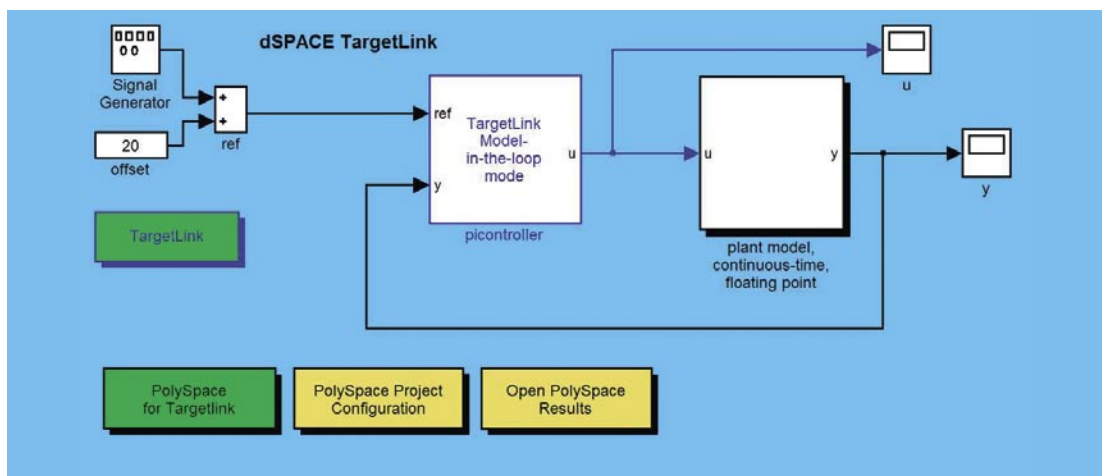 dSPACE TargetLink
Signal
Generator
+
+
ref
20
offset
ref
y
TargetLink
Model-
in-the-loop
mode
u
picontroller
u
y
plant model,
continuous-time,
floating point
u
y
TargetLink
PolySpace
for Targetlink
PolySpace Project
Configuration
Open PolySpace
Results